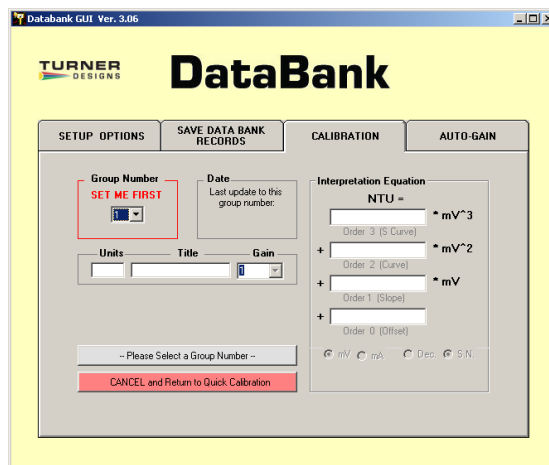 Databank GUI Ver. 3.06
TURNER
DESIGNS
DataBank
SETUP OPTIONS
SAVE DATA BANK
RECORDS
CALIBRATION
AUTO-GAIN
Group Number
SET ME FIRST
1
Date
Last update to this
group number:
Units
Title
Gain
1
Interpretation Equation
NTU =
* mV^3
Order 3 (S Curve)
+
* mV^2
Order 2 (Curve)
+
* mV
Order 1 (Slope)
+
Order 0 (Offset)
mV mA Dec. S.N.
-- Please Select a Group Number --
CANCEL and Return to Quick Calibration